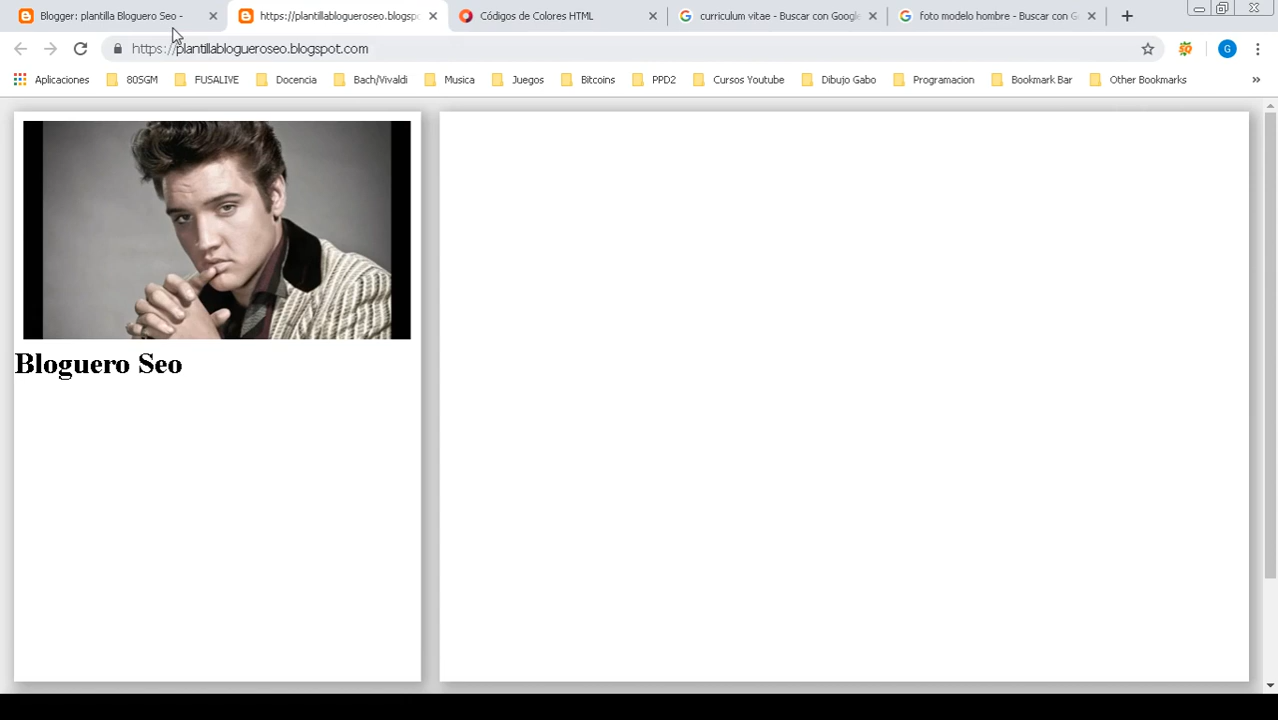 Blogger: plantilla Bloguero Seo -
https://plantillablogueroseo.blogsp
Códigos de Colores HTML
curriculum vitae - Buscar con Google
foto modelo hombre - Buscar con G
https://plantillablogueroseo.blogspot.com
G
Aplicaciones
80SGM
FUSALIVE
Docencia
Bach/Vivaldi
Musica
Juegos
Bitcoins
PPD2
Cursos Youtube
Dibujo Gabo
Programacion
Bookmark Bar
Other Bookmarks
Bloguero Seo